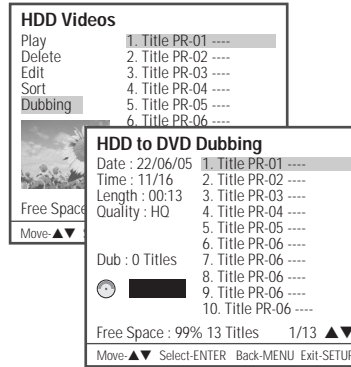 HDD Videos
Play 1. Title PR-01 ----
Delete 2. Title PR-02 ----
Edit 3. Title PR-03 ----
Sort 4. Title PR-04 ----
Dubbing 5. Title PR-05 ----
6. Title PR-06 ----
Free Space
Move-▲▼
HDD to DVD Dubbing
Date : 22/06/05 1. Title PR-01 ----
Time : 11/16 2. Title PR-02 ----
Length : 00:13 3. Title PR-03 ----
Quality : HQ 4. Title PR-04 ----
5. Title PR-05 ----
6. Title PR-06 ----
Dub : 0 Titles 7. Title PR-06 ----
8. Title PR-06 ----
9. Title PR-06 ----
10. Title PR-06 ----
Free Space : 99% 13 Titles 1/13 ▲▼
Move-▲▼ Select-ENTER Back-MENU Exit-SETUP